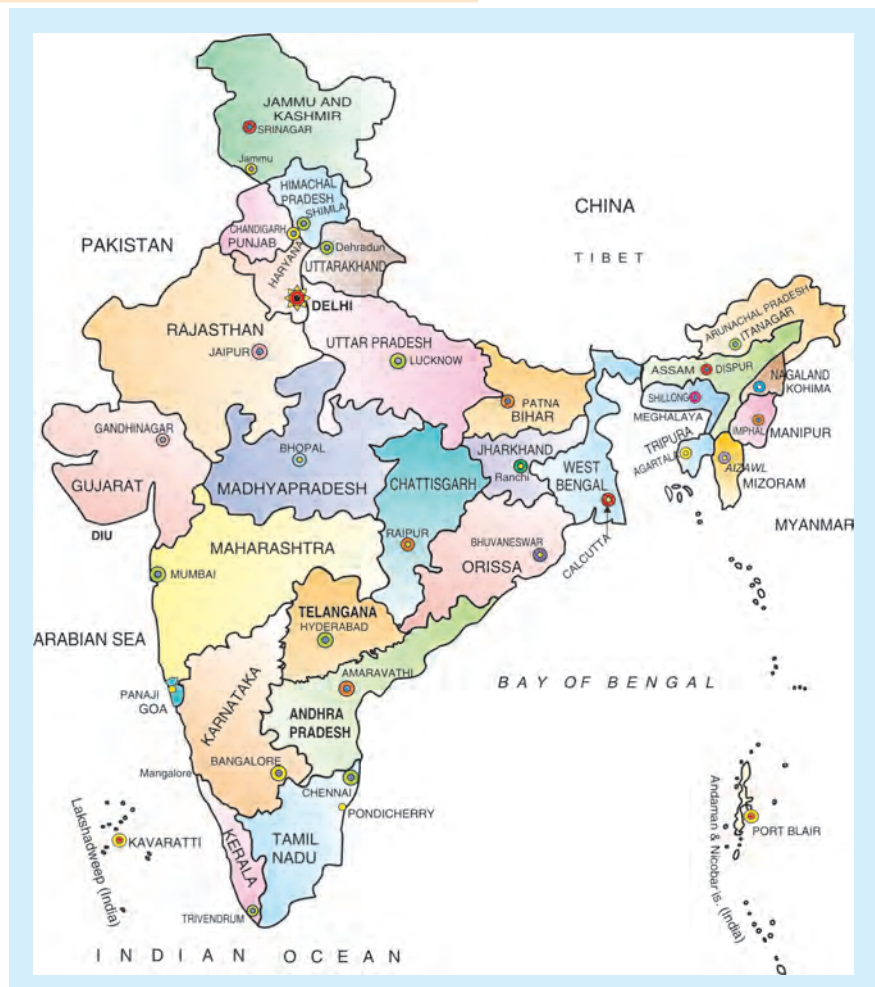 JAMMU AND
KASHMIR
SRINAGAR
Jammu
HIMACHAL
PRADESH
SHIMLA
CHANDIGARH
PUNJAB
HARYANA
Dehradun
UTTARAKHAND
CHINA
TIBET
PAKISTAN
DELHI
RAJASTHAN
JAIPUR
UTTAR PRADESH
LUCKNOW
PATNA
BIHAR
ARUNACHAL PRADESH
ITANAGAR
ASSAM
DISPUR
NAGALAND
KOHIMA
SHILLONG
MEGHALAYA
IMPHAL
MANIPUR
TRIPURA
AGARTALA
AIZAWL
MIZORAM
MYANMAR
GANDHINAGAR
GUJARAT
DIU
BHOPAL
MADHYAPRADESH
CHATTISGARH
RAIPUR
JHARKHAND
Ranchi
WEST
BENGAL
CALCUTTA
BHUVANESWAR
ORISSA
MAHARASHTRA
MUMBAI
TELANGANA
HYDERABAD
ARABIAN SEA
BAY OF BENGAL
PANAJI
GOA
KARNATAKA
AMARAVATHI
ANDHRA
PRADESH
BANGALORE
Mangalore
CHENNAI
PONDICHERRY
Lakshadweep (India)
KAVARATTI
KERALA
TAMIL
NADU
TRIVENDRUM
Andaman & Nicobar is. (India)
PORT BLAIR
INDIAN OCEAN